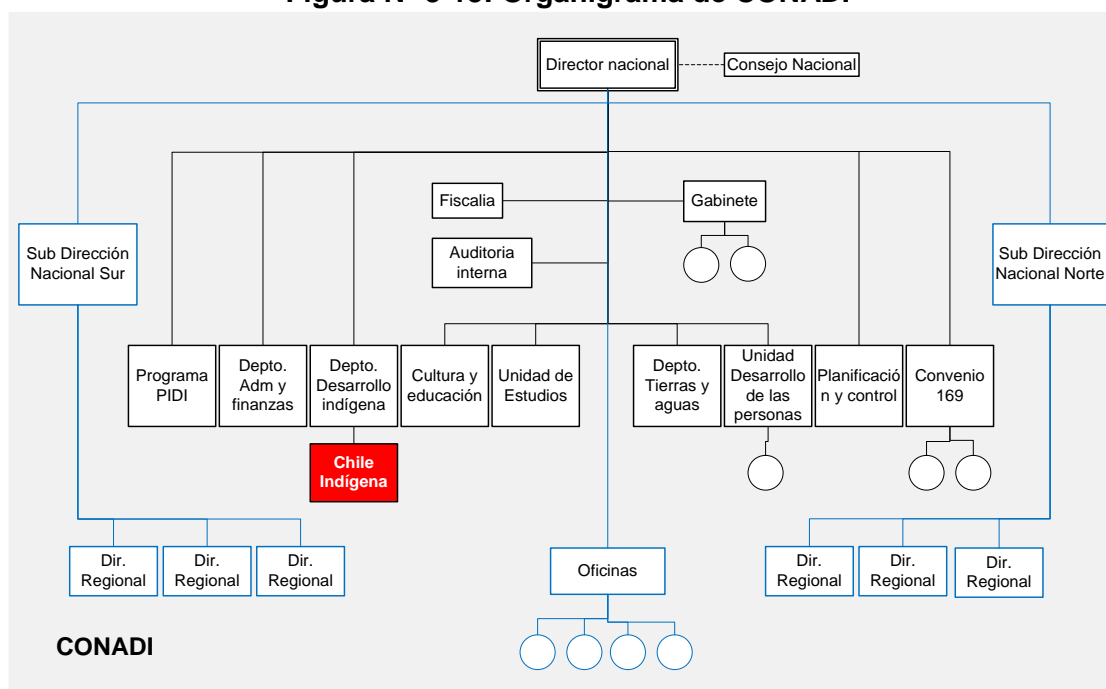 Director nacional
Consejo Nacional
Fiscalia
Gabinete
Auditoria
interna
Sub Dirección
Nacional Sur
Sub Dirección
Nacional Norte
Programa
PIDI
Depto.
Adm y
finanzas
Depto.
Desarrollo
indígena
Cultura y
educación
Unidad de
Estudios
Depto.
Tierras y
aguas
Unidad
Desarrollo
de las
personas
Planificació
n y control
Convenio
169
Chile
Indígena
Dir.
Regional
Dir.
Regional
Dir.
Regional
Oficinas
Dir.
Regional
Dir.
Regional
Dir.
Regional
CONADI